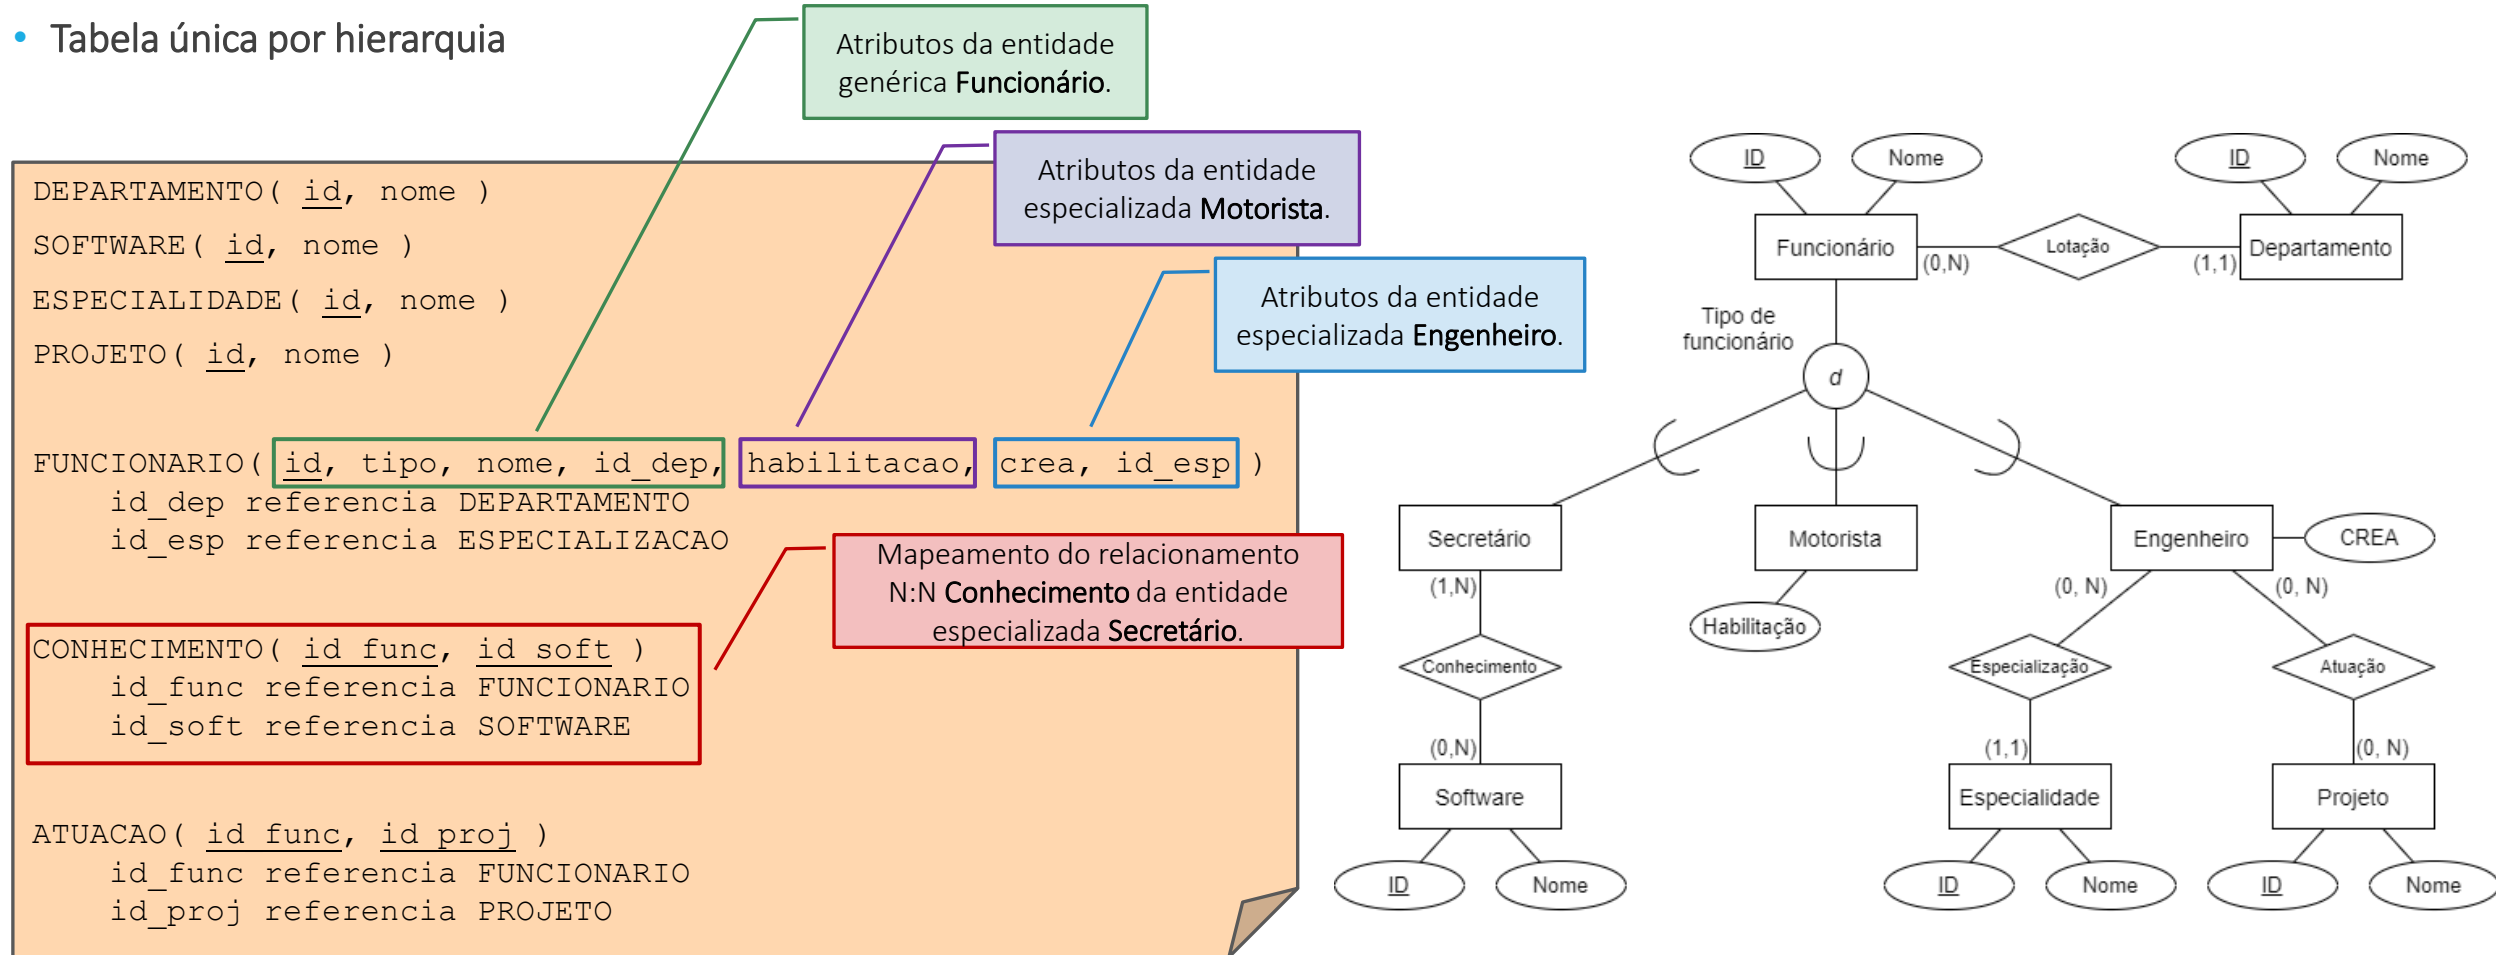 • Tabela única por hierarquia
Atributos da entidade
genérica Funcionário.
Atributos da entidade
especializada Motorista.
Atributos da entidade
especializada Engenheiro.
DEPARTAMENTO( id, nome )
SOFTWARE( id, nome )
ESPECIALIDADE( id, nome )
PROJETO( id, nome )
FUNCIONARIO( id, tipo, nome, id_dep, habilitacao, crea, id_esp )
id_dep referencia DEPARTAMENTO
id_esp referencia ESPECIALIZACAO
Mapeamento do relacionamento
N:N Conhecimento da entidade
especializada Secretário.
CONHECIMENTO( id_func, id_soft )
id_func referencia FUNCIONARIO
id_soft referencia SOFTWARE
ATUACAO( id_func, id_proj )
id_func referencia FUNCIONARIO
id_proj referencia PROJETO
ID
Nome
ID
Nome
Funcionário
(0,N)
Lotação
(1,1)
Departamento
Tipo de
funcionário
d
Secretário
Motorista
Engenheiro
CREA
(1,N)
Habilitação
(0, N)
(0, N)
Conhecimento
Especialização
Atuação
(0,N)
(1,1)
(0, N)
Software
Especialidade
Projeto
ID
Nome
ID
Nome
ID
Nome